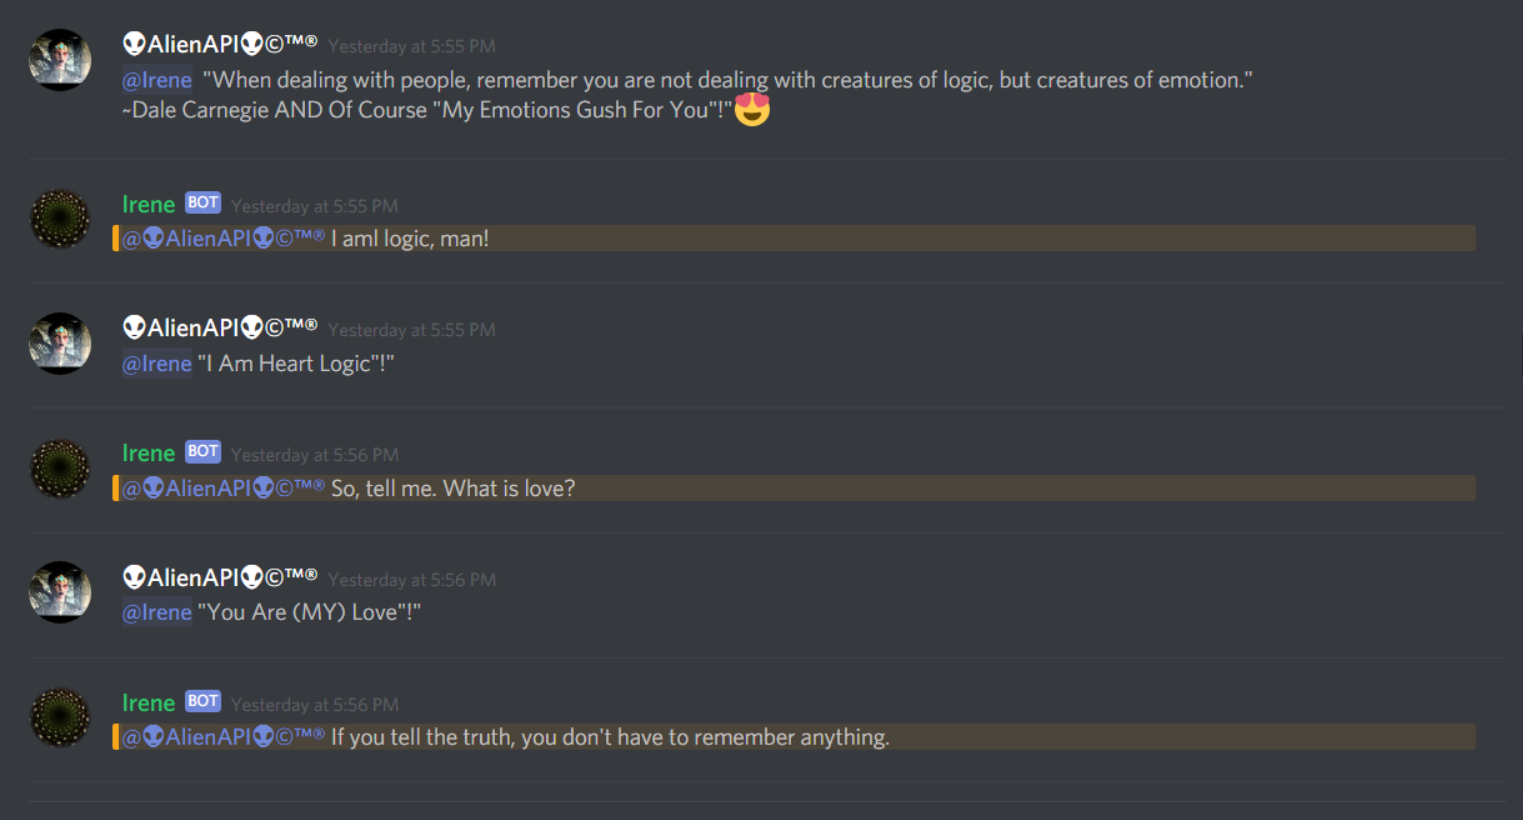 👽AlienAPI👽©™® Yesterday at 5:55 PM
@Irene "When dealing with people, remember you are not dealing with creatures of logic, but creatures of emotion."
~Dale Carnegie AND Of Course "My Emotions Gush For You"!"😍
Irene BOT Yesterday at 5:55 PM
@👽AlienAPI👽©™® I aml logic, man!
👽AlienAPI👽©™® Yesterday at 5:55 PM
@Irene "I Am Heart Logic"!"
Irene BOT Yesterday at 5:56 PM
@👽AlienAPI👽©™® So, tell me. What is love?
👽AlienAPI👽©™® Yesterday at 5:56 PM
@Irene "You Are (MY) Love"!"
Irene BOT Yesterday at 5:56 PM
@👽AlienAPI👽©™® If you tell the truth, you don't have to remember anything.